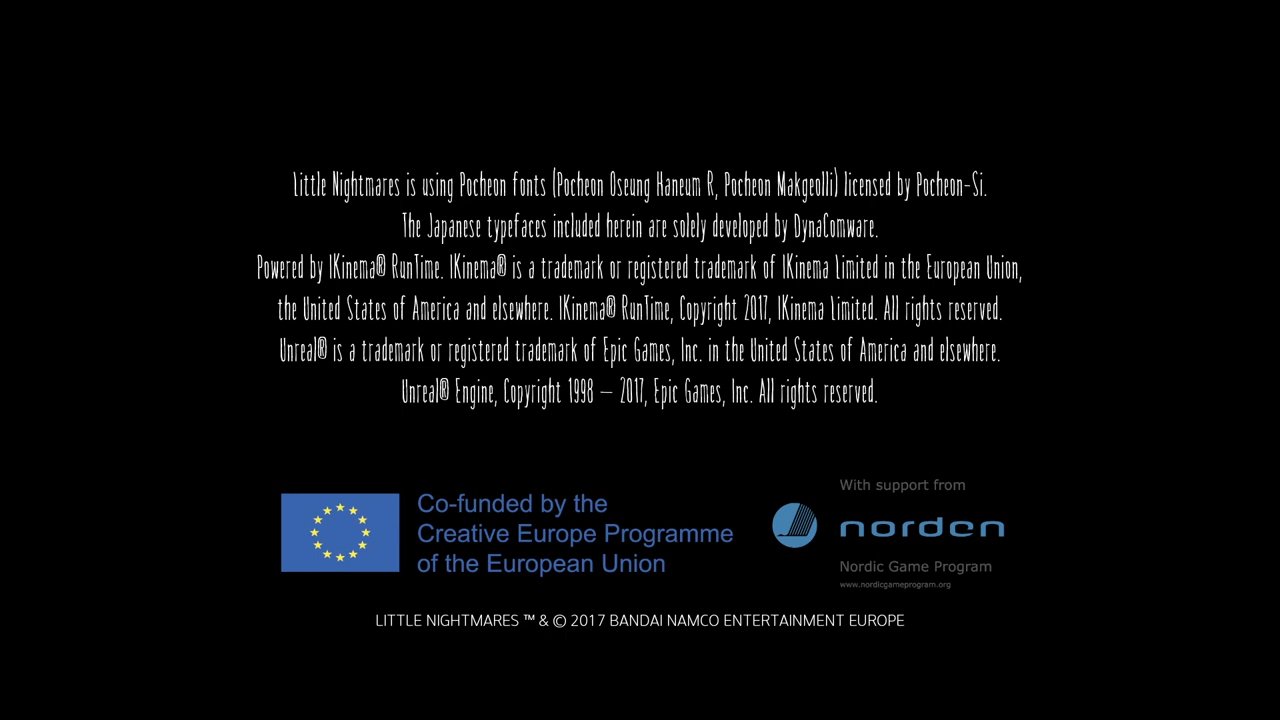 Little Nightmares is using Pocheon fonts (Pocheon Oseung Haneum R, Pocheon Makgeolli) licensed by Pocheon-Si.
The Japanese typefaces included herein are solely developed by DynaComware.
Powered by IKinema® RunTime. IKinema® is a trademark or registered trademark of IKinema Limited in the European Union,
the United States of America and elsewhere. IKinema® RunTime, Copyright 2017, IKinema Limited. All rights reserved.
Unreal® is a trademark or registered trademark of Epic Games, Inc. in the United States of America and elsewhere.
Unreal® Engine, Copyright 1998 – 2017, Epic Games, Inc. All rights reserved.
Co-funded by the
Creative Europe Programme
of the European Union
With support from
norden
Nordic Game Program
www.nordicgameprogram.org
LITTLE NIGHTMARES ™ & © 2017 BANDAI NAMCO ENTERTAINMENT EUROPE